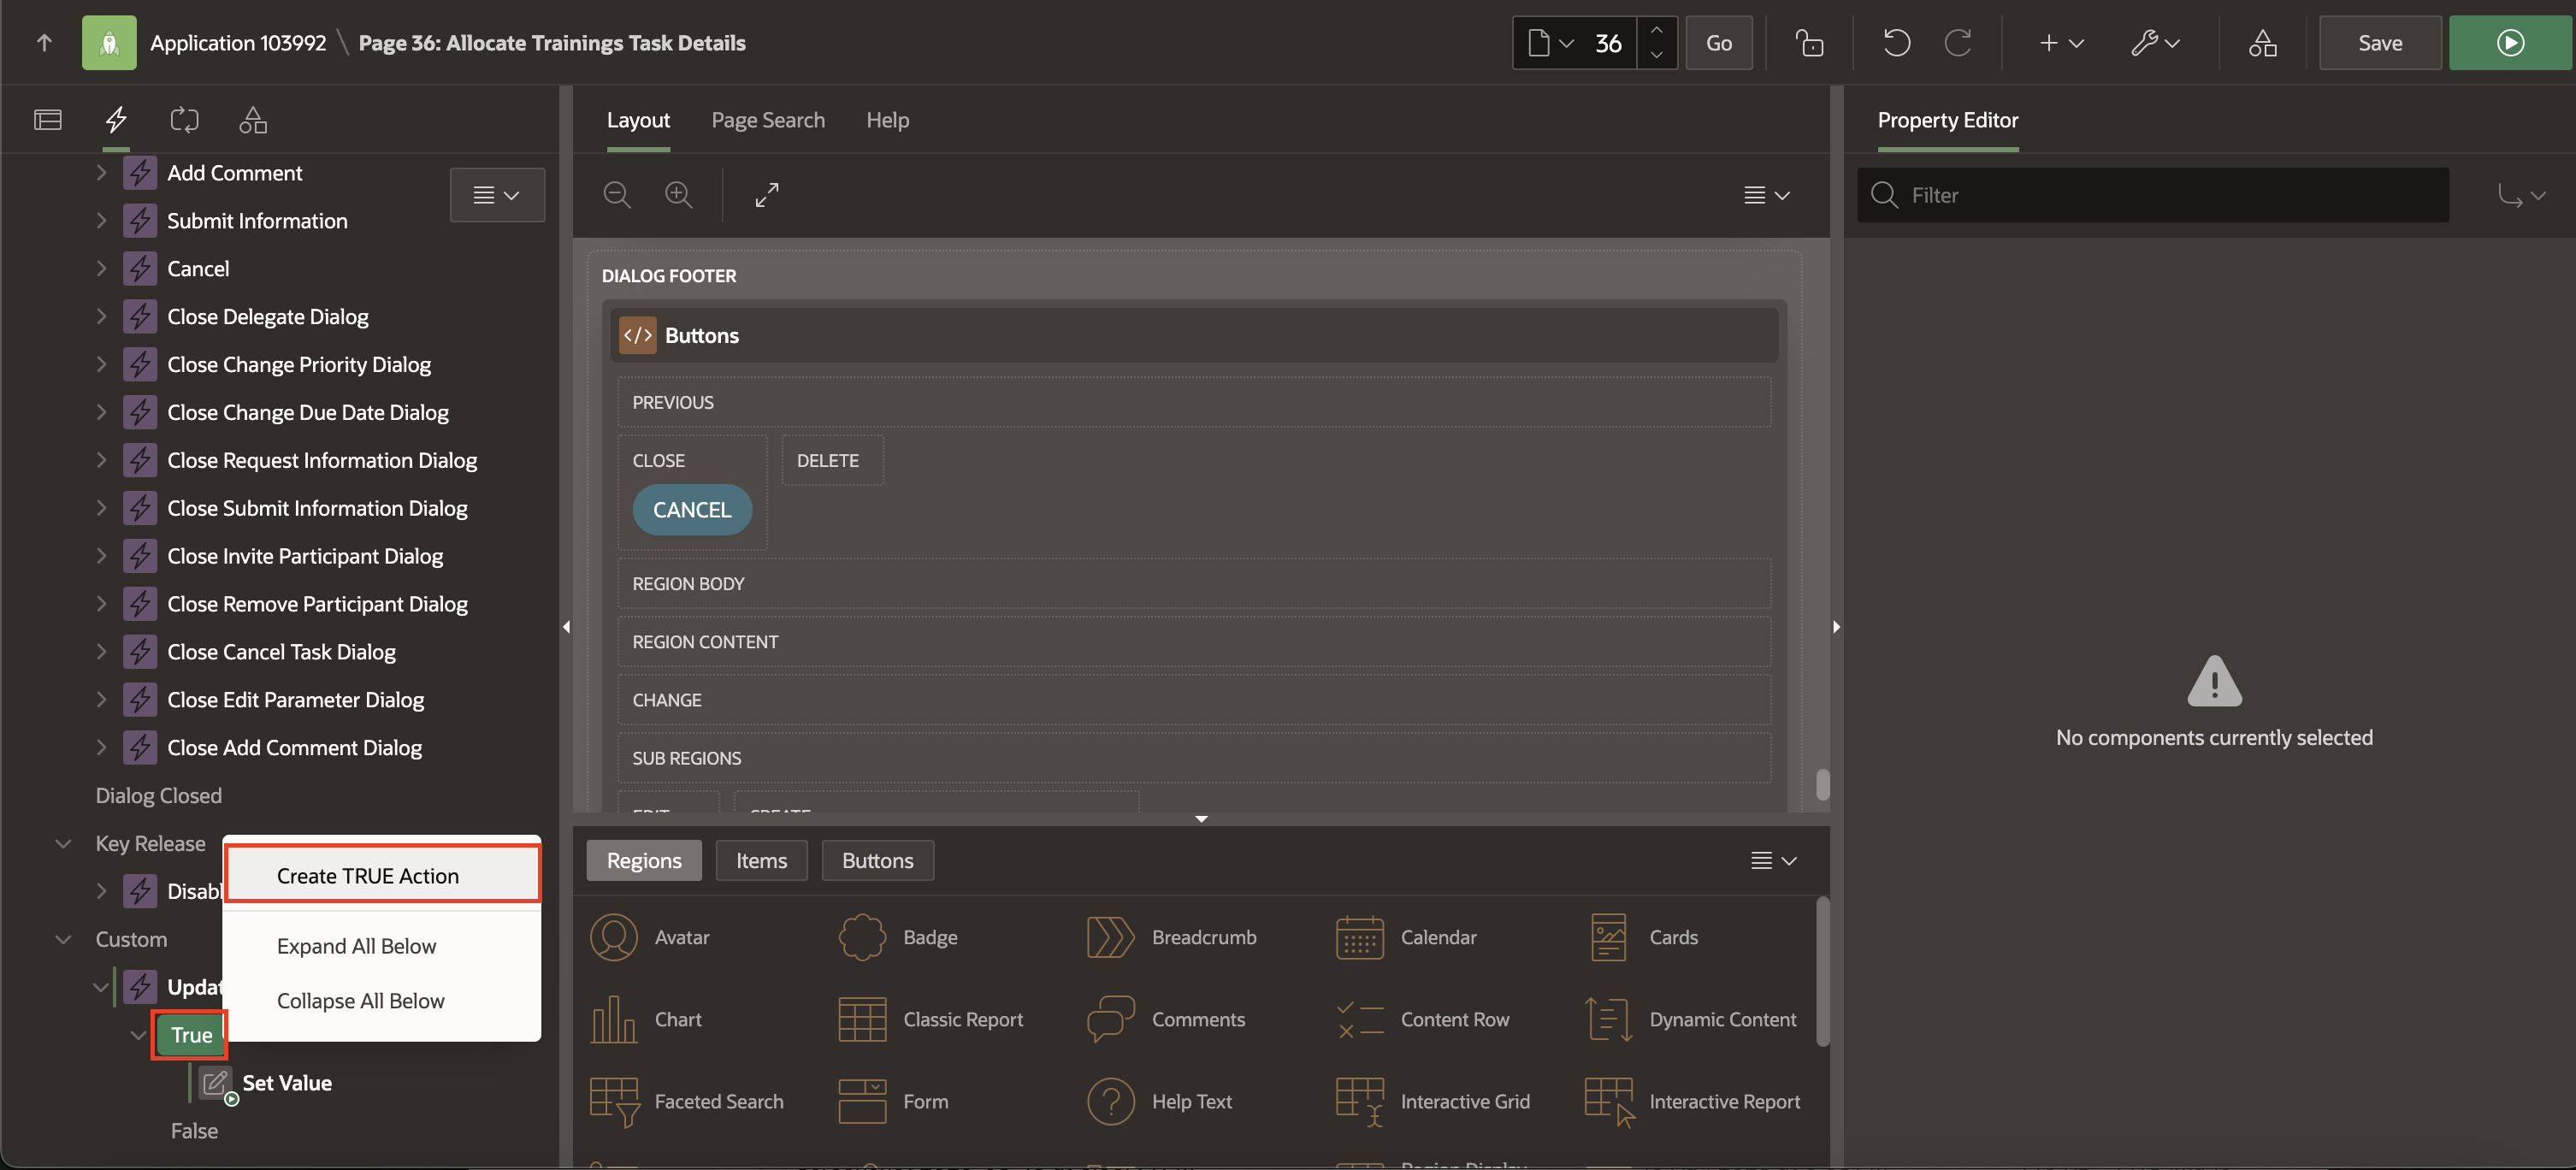 Application 103992 \ Page 36: Allocate Trainings Task Details
36
Go
Save
Add Comment
Submit Information
Cancel
Close Delegate Dialog
Close Change Priority Dialog
Close Change Due Date Dialog
Close Request Information Dialog
Close Submit Information Dialog
Close Invite Participant Dialog
Close Remove Participant Dialog
Close Cancel Task Dialog
Close Edit Parameter Dialog
Close Add Comment Dialog
Dialog Closed
Key Release
Disabl
Custom
Updat
True
Set Value
False
Create TRUE Action
Expand All Below
Collapse All Below
Layout
Page Search
Help
DIALOG FOOTER
</> Buttons
PREVIOUS
CLOSE
DELETE
CANCEL
REGION BODY
REGION CONTENT
CHANGE
SUB REGIONS
EDIT
CREATE
Regions
Items
Buttons
Avatar
Badge
Breadcrumb
Calendar
Cards
Chart
Classic Report
Comments
Content Row
Dynamic Content
Faceted Search
Form
Help Text
Interactive Grid
Interactive Report
Region Display
Property Editor
Filter
No components currently selected